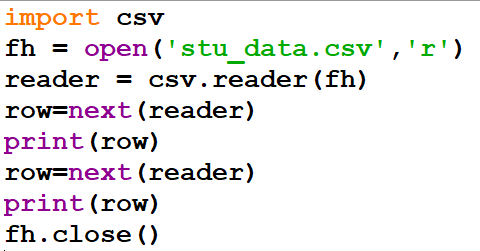 import csv
fh = open('stu_data.csv','r')
reader = csv.reader(fh)
row=next(reader)
print(row)
row=next(reader)
print(row)
fh.close()